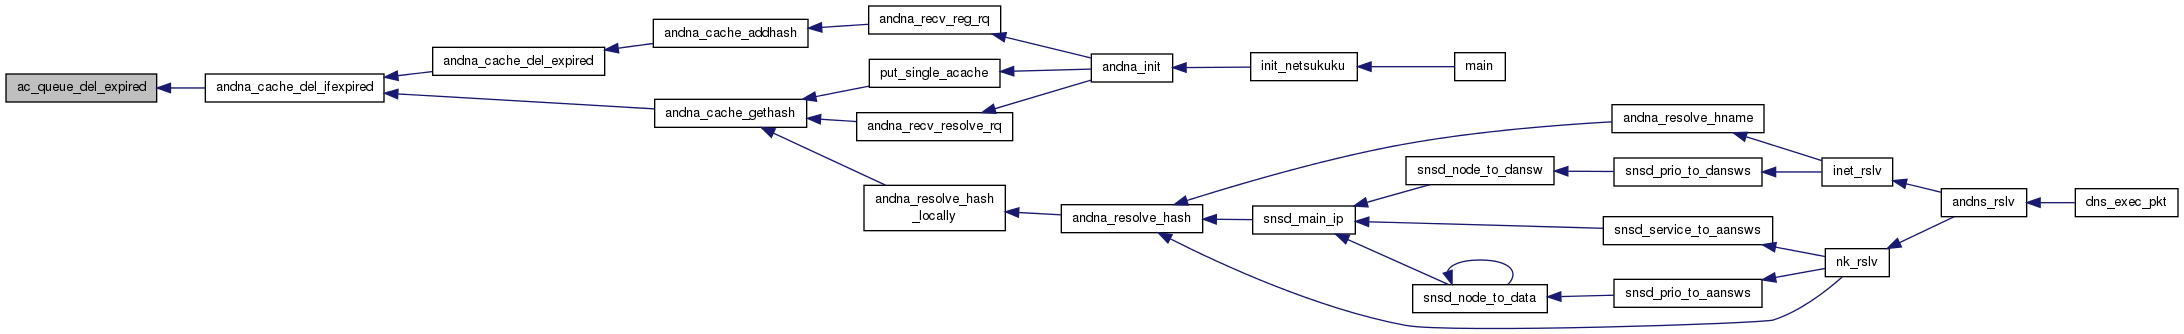 ac_queue_del_expired
andna_cache_del_ifexpired
andna_cache_del_expired
andna_cache_addhash
andna_recv_reg_rq
andna_init
init_netsukuku
main
andna_cache_gethash
put_single_acache
andna_recv_resolve_rq
andna_resolve_hash
_locally
andna_resolve_hash
andna_resolve_hname
inet_rslv
andns_rslv
dns_exec_pkt
snsd_main_ip
snsd_node_to_dansw
snsd_prio_to_dansws
snsd_service_to_aansws
nk_rslv
snsd_node_to_data
snsd_prio_to_aansws